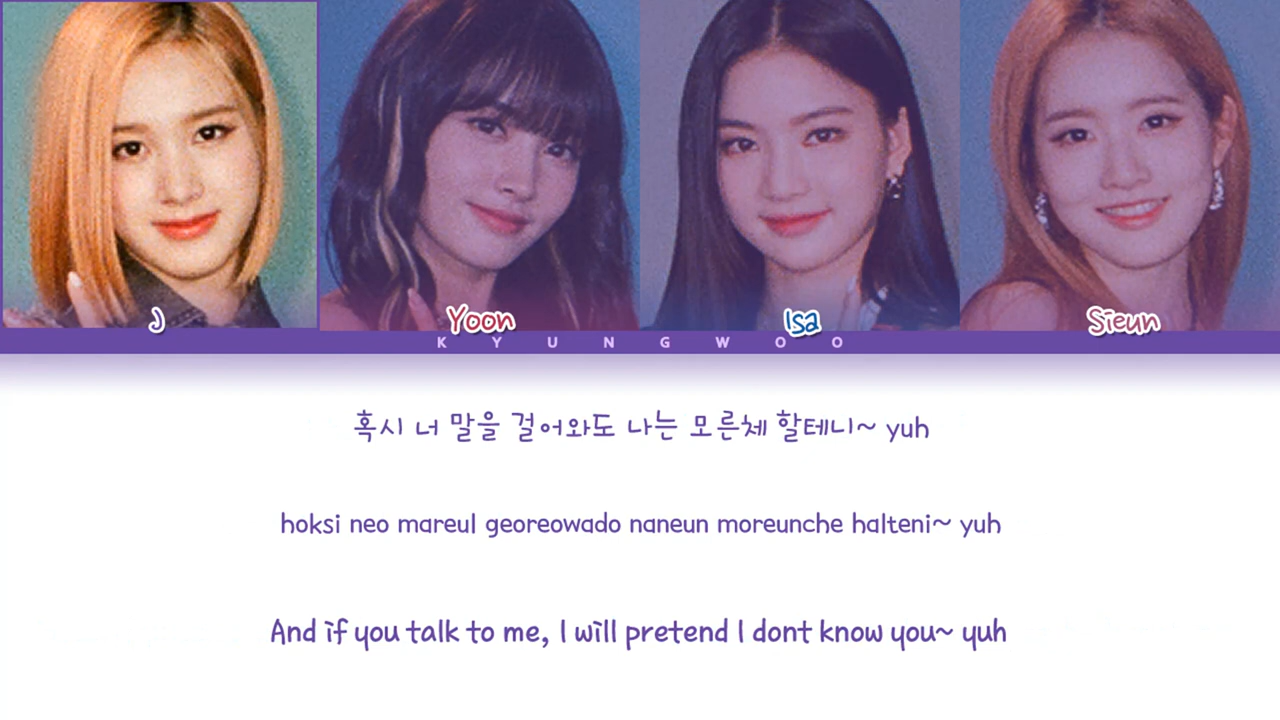 J Yoon Isa Sieun
KYUNGWOO
혹시 너 말을 걸어와도 나는 모른체 할테니~ yuh
hoksi neo mareul georeowado naneun moreunche halteni~ yuh
And if you talk to me, I will pretend I dont know you~ yuh